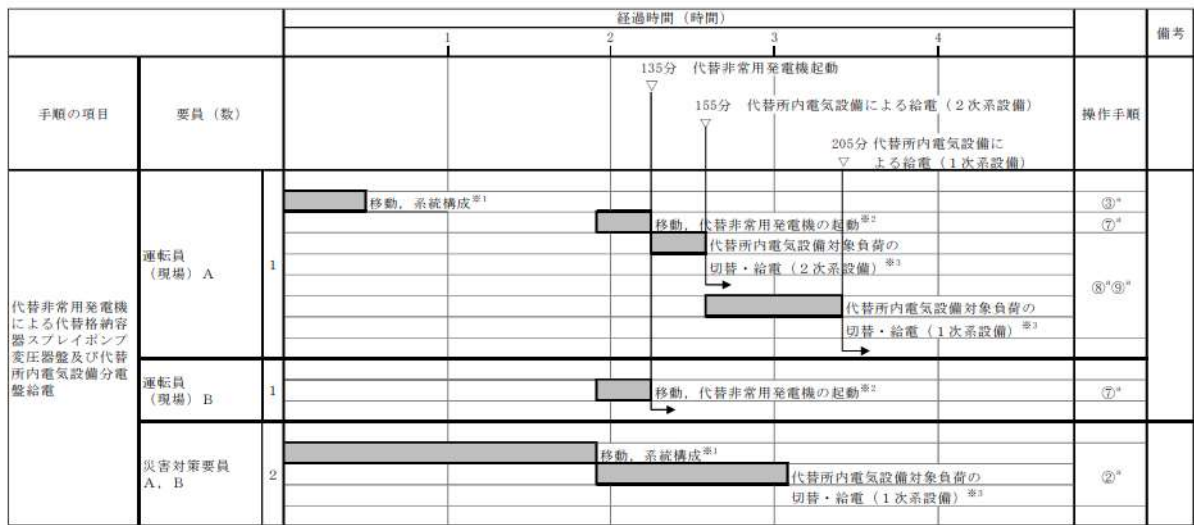 経過時間（時間）
備考
1 2 3 4
手順の項目
要員（数）
操作手順
135分 代替非常用発電機起動
▽
155分 代替所内電気設備による給電（２次系設備）
▽
205分 代替所内電気設備に
▽ よる給電（１次系設備）
代替非常用発電機
による代替格納容
器スプレイポンプ
変圧器盤及び代替
所内電気設備分電
盤給電
運転員
（現場）A
1
移動，系統構成※1
③ª
移動，代替非常用発電機の起動※2
⑦ª
代替所内電気設備対象負荷の
切替・給電（２次系設備）※3
⑧ª⑨ª
代替所内電気設備対象負荷の
切替・給電（１次系設備）※3
運転員
（現場）B
1
移動，代替非常用発電機の起動※2
⑦ª
災害対策要員
A，B
2
移動，系統構成※1
代替所内電気設備対象負荷の
切替・給電（１次系設備）※3
②ª